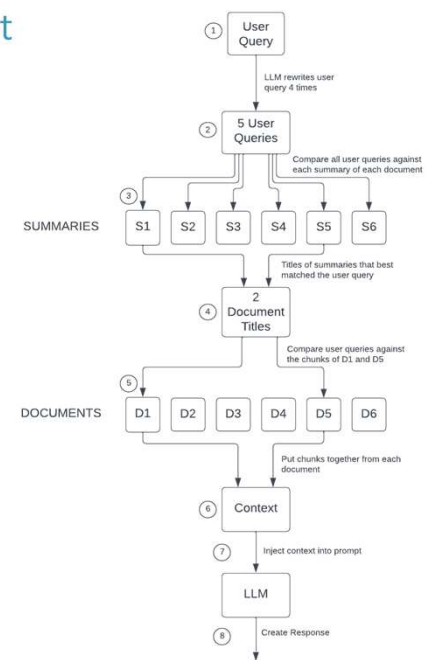 t
1
User
Query
LLM rewrites user
query 4 times
2
5 User
Queries
Compare all user queries against
each summary of each document
3
SUMMARIES
S1 S2 S3 S4 S5 S6
Titles of summaries that best
matched the user query
4
2
Document
Titles
Compare user queries against
the chunks of D1 and D5
5
DOCUMENTS
D1 D2 D3 D4 D5 D6
Put chunks together from each
document
6
Context
7
Inject context into prompt
LLM
8
Create Response